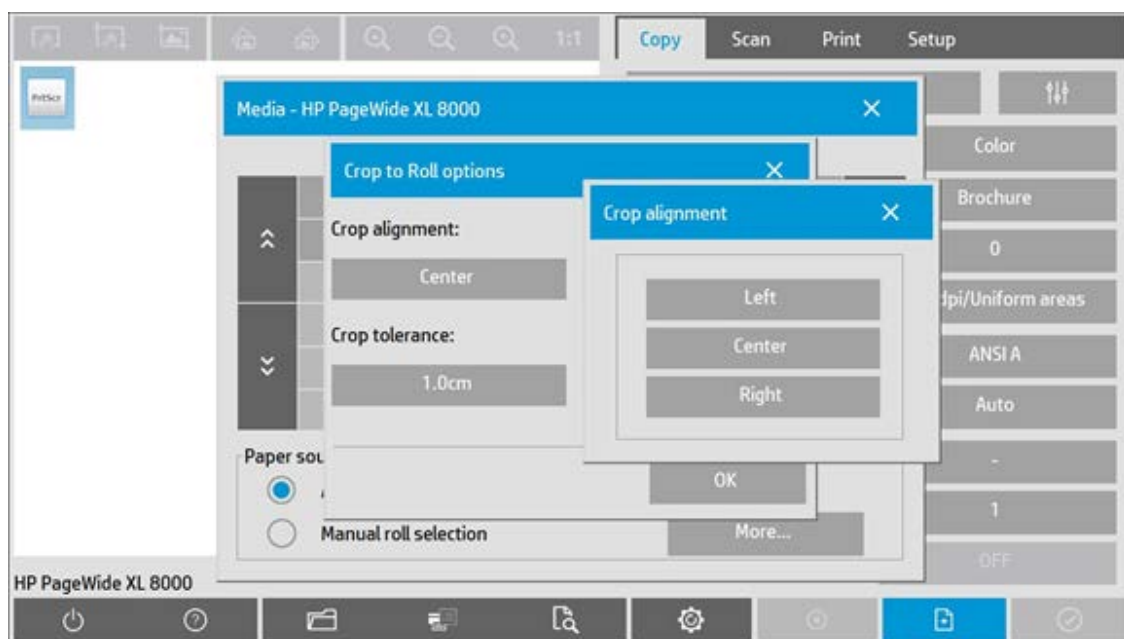 1:1
Copy Scan Print Setup
PrtScr
Media - HP PageWide XL 8000
Crop to Roll options
Crop alignment
Crop alignment:
Center
Crop tolerance:
1.0cm
Left
Center
Right
OK
Paper sou
Manual roll selection
More...
Color
Brochure
0
dpi/Uniform areas
ANSI A
Auto
-
1
OFF
HP PageWide XL 8000